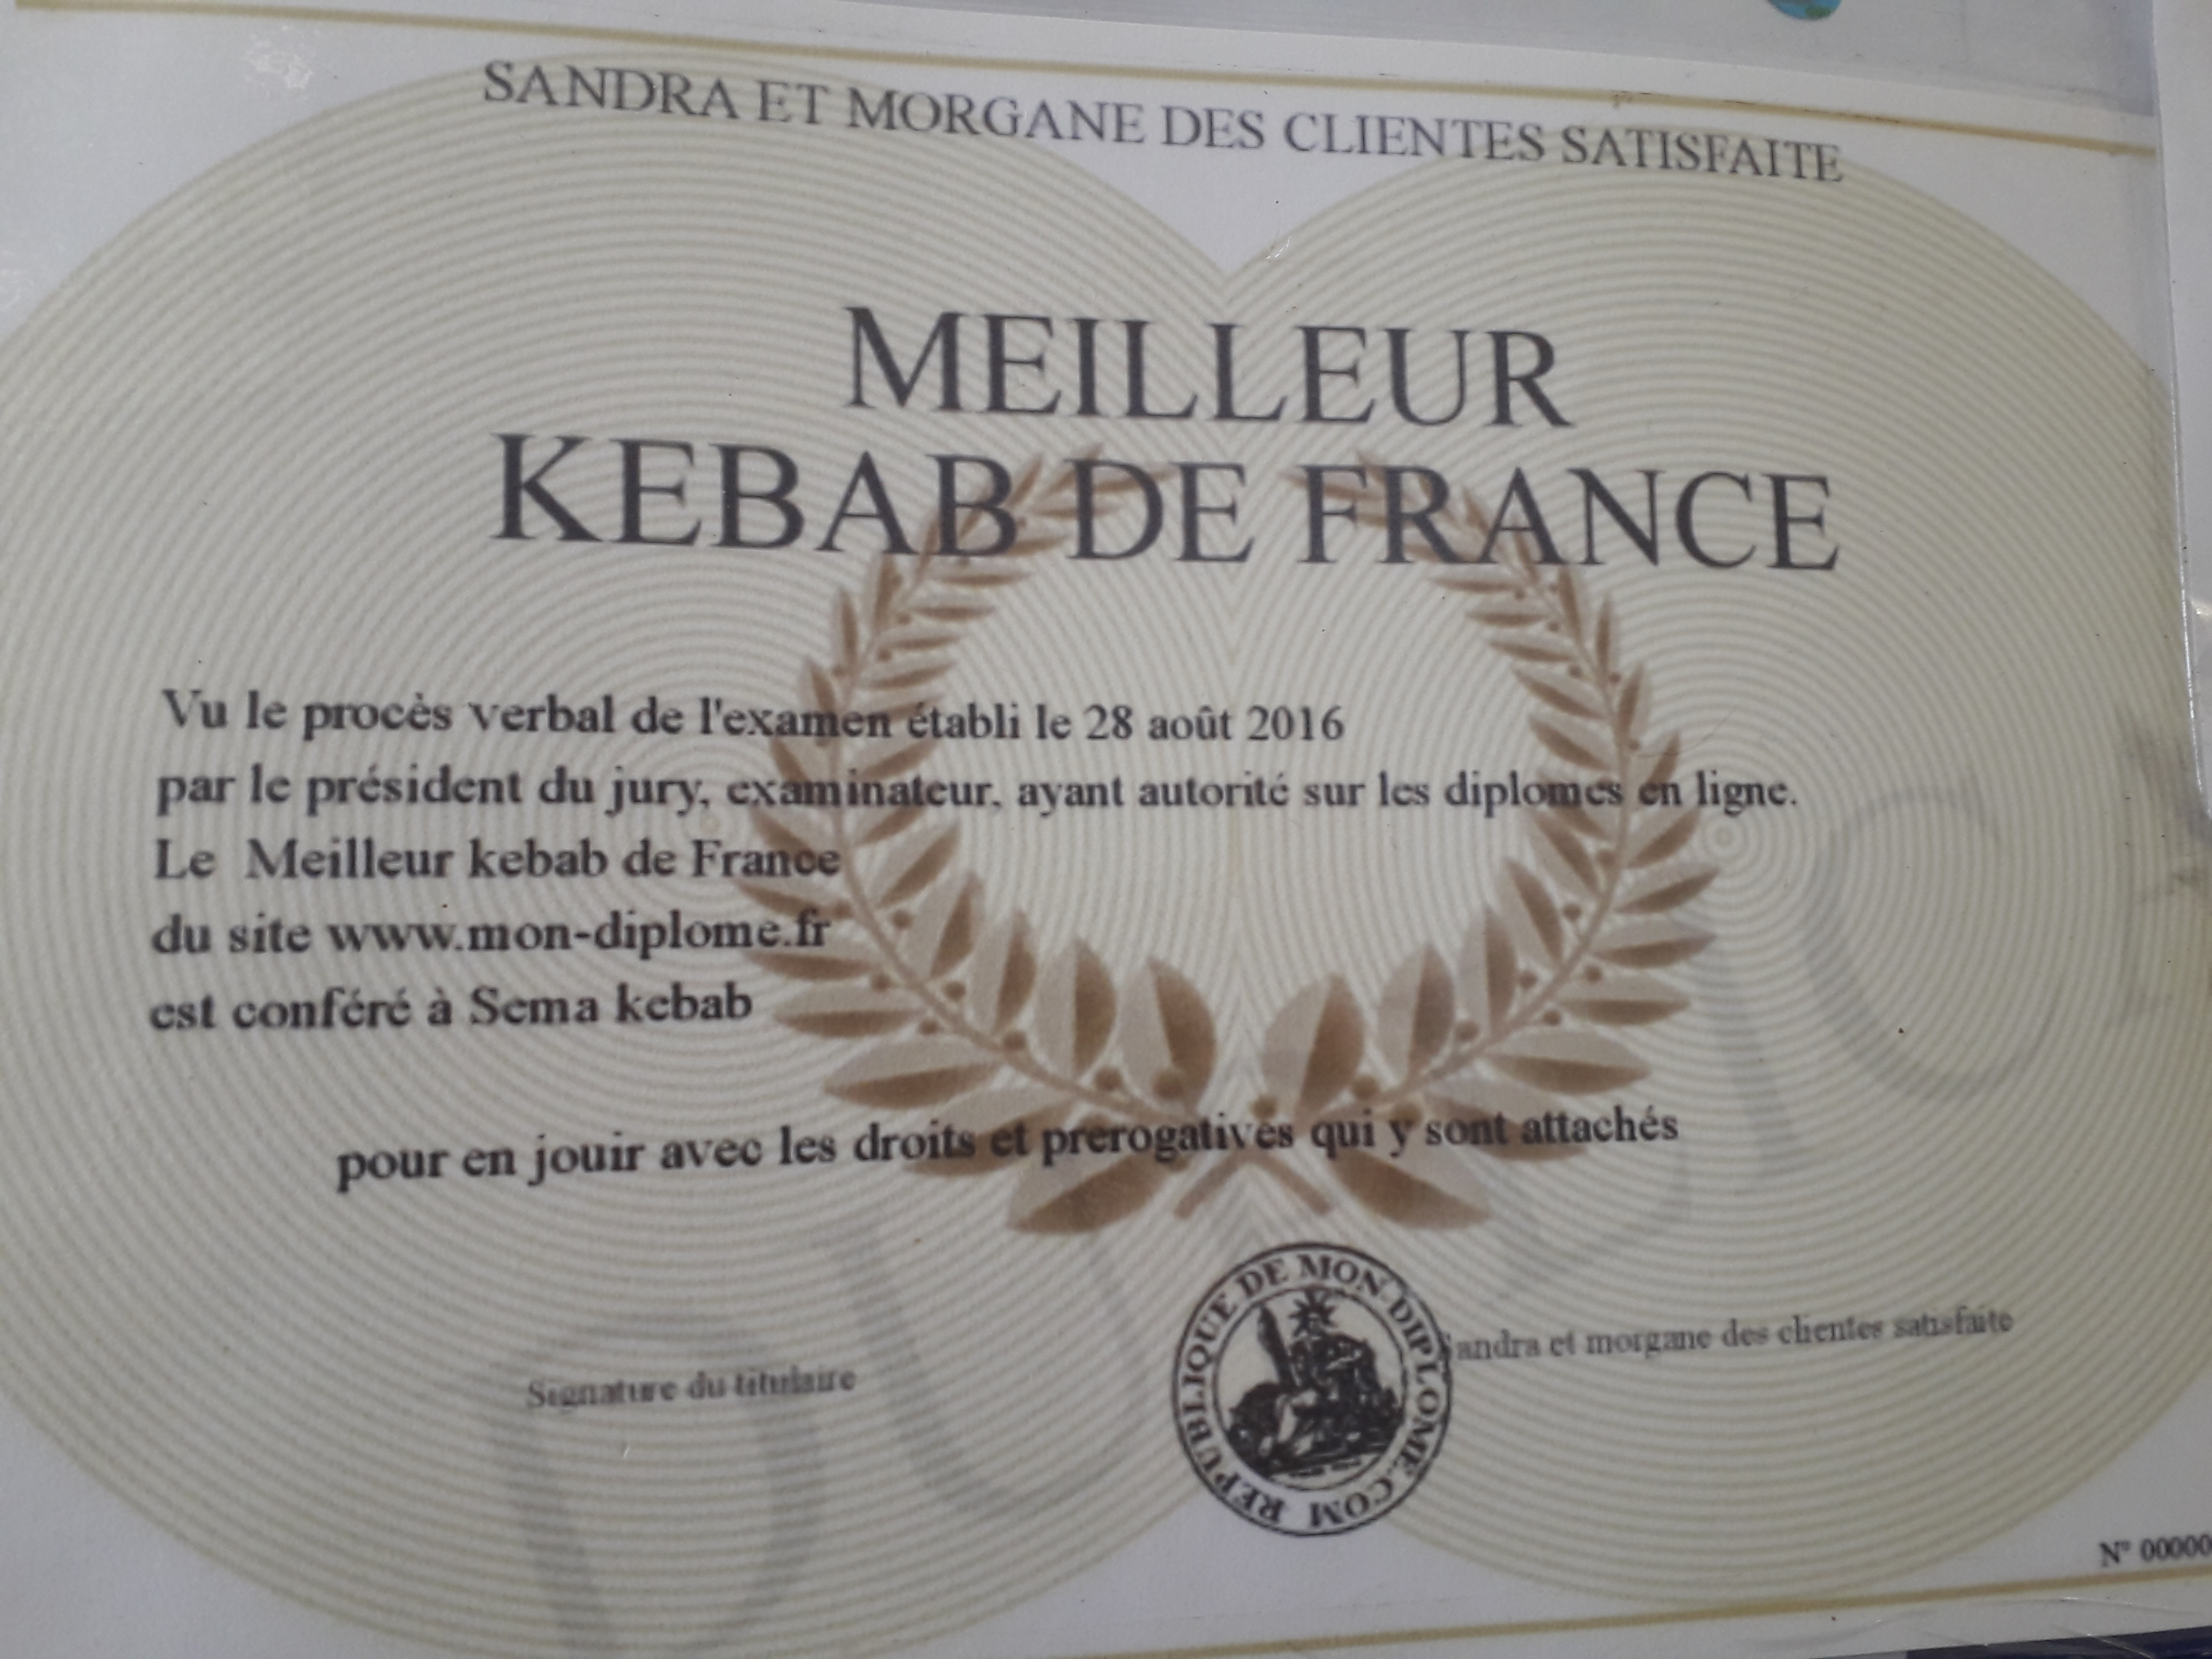 SANDRA ET MORGANE DES CLIENTES SATISFAITE
MEILLEUR
KEBAB DE FRANCE
Vu le procès verbal de l'examen établi le 28 août 2016
par le président du jury, examinateur, ayant autorité sur les diplomes en ligne.
Le Meilleur kebab de France
du site www.mon-diplome.fr
est conféré à Sema kebab
pour en jouir avec les droits et prerogatives qui y sont attachés
Signature du titulaire
Sandra et morgane des clientes satisfaite
REPUBLIQUE DE MON-DIPLOME.COM
N° 00000